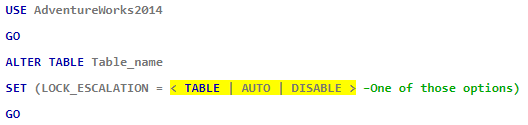 USE AdventureWorks2014
GO
ALTER TABLE Table_name
SET (LOCK_ESCALATION = < TABLE | AUTO | DISABLE > –One of those options)
GO